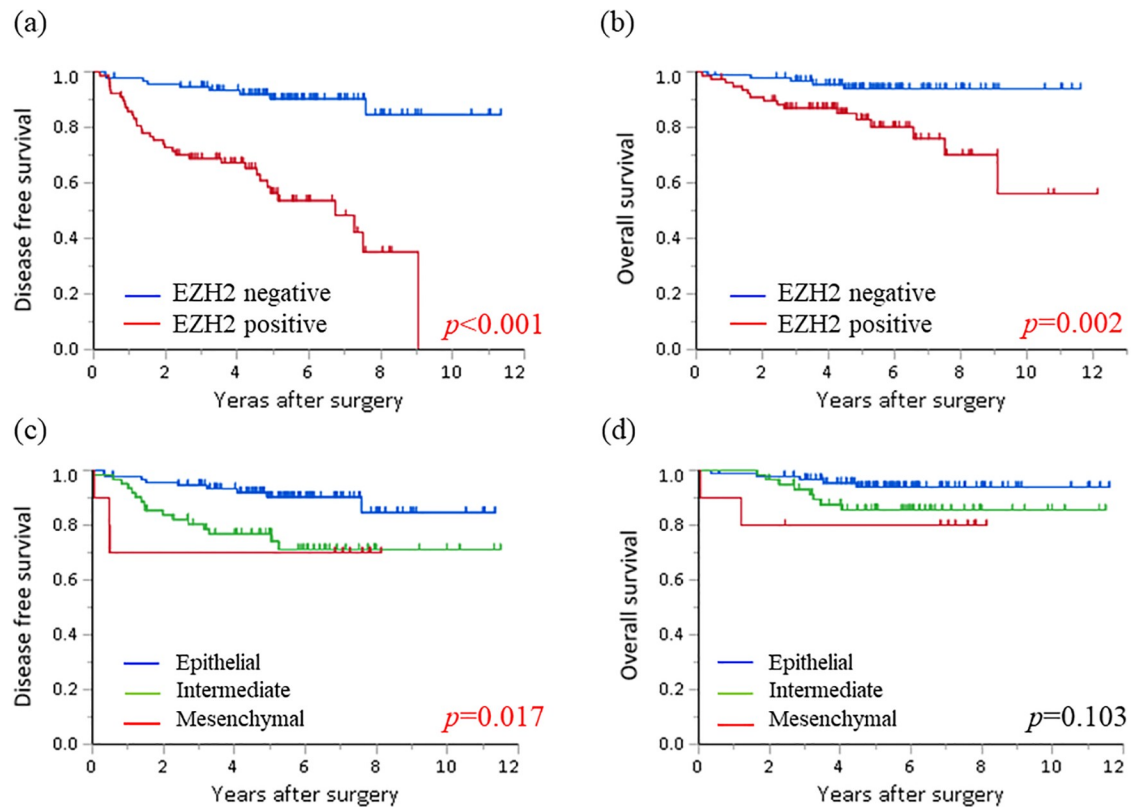 (a)
1.0
0.8
0.6
0.4
0.2
0.0
Disease free survival
EZH2 negative
EZH2 positive
p<0.001
0 2 4 6 8 10 12
Yeras after surgery
(b)
1.0
0.8
0.6
0.4
0.2
0.0
Overall survival
EZH2 negative
EZH2 positive
p=0.002
0 2 4 6 8 10 12
Years after surgery
(c)
1.0
0.8
0.6
0.4
0.2
0.0
Disease free survival
Epithelial
Intermediate
Mesenchymal
p=0.017
0 2 4 6 8 10 12
Years after surgery
(d)
1.0
0.8
0.6
0.4
0.2
0.0
Overall survival
Epithelial
Intermediate
Mesenchymal
p=0.103
0 2 4 6 8 10 12
Years after surgery